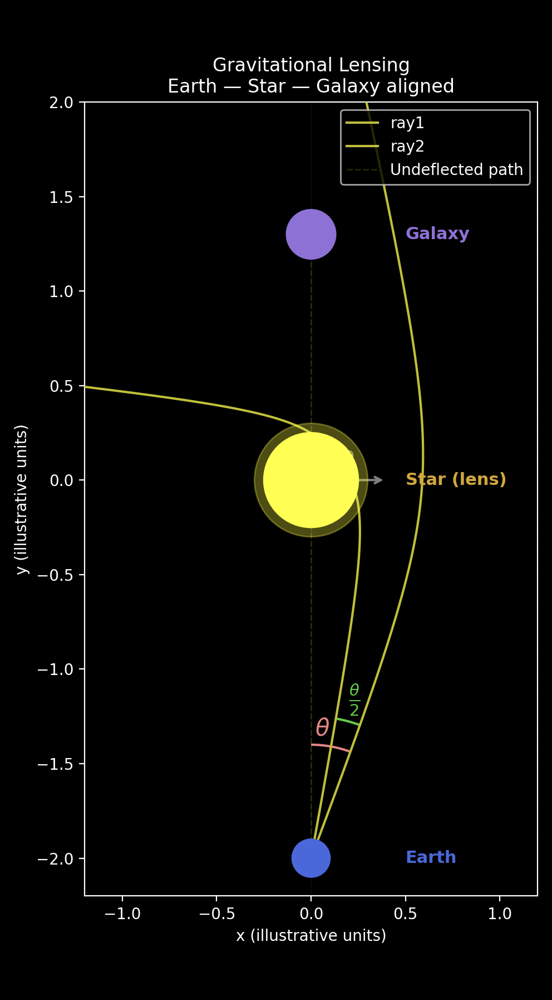 Gravitational Lensing
Earth — Star — Galaxy aligned
ray1
ray2
Undeflected path
Galaxy
Star (lens)
θ
θ/2
Earth
y (illustrative units)
2.0
1.5
1.0
0.5
0.0
−0.5
−1.0
−1.5
−2.0
−1.0 −0.5 0.0 0.5 1.0
x (illustrative units)